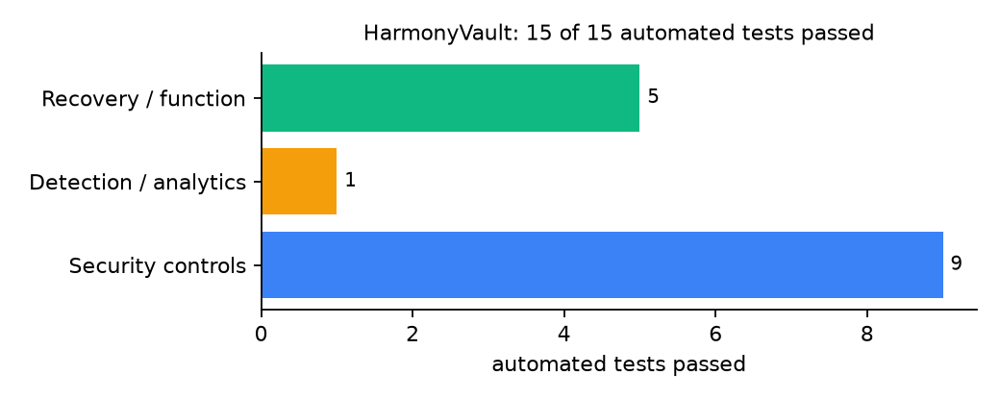 HarmonyVault: 15 of 15 automated tests passed
Recovery / function
5
Detection / analytics
1
Security controls
9
0 2 4 6 8
automated tests passed